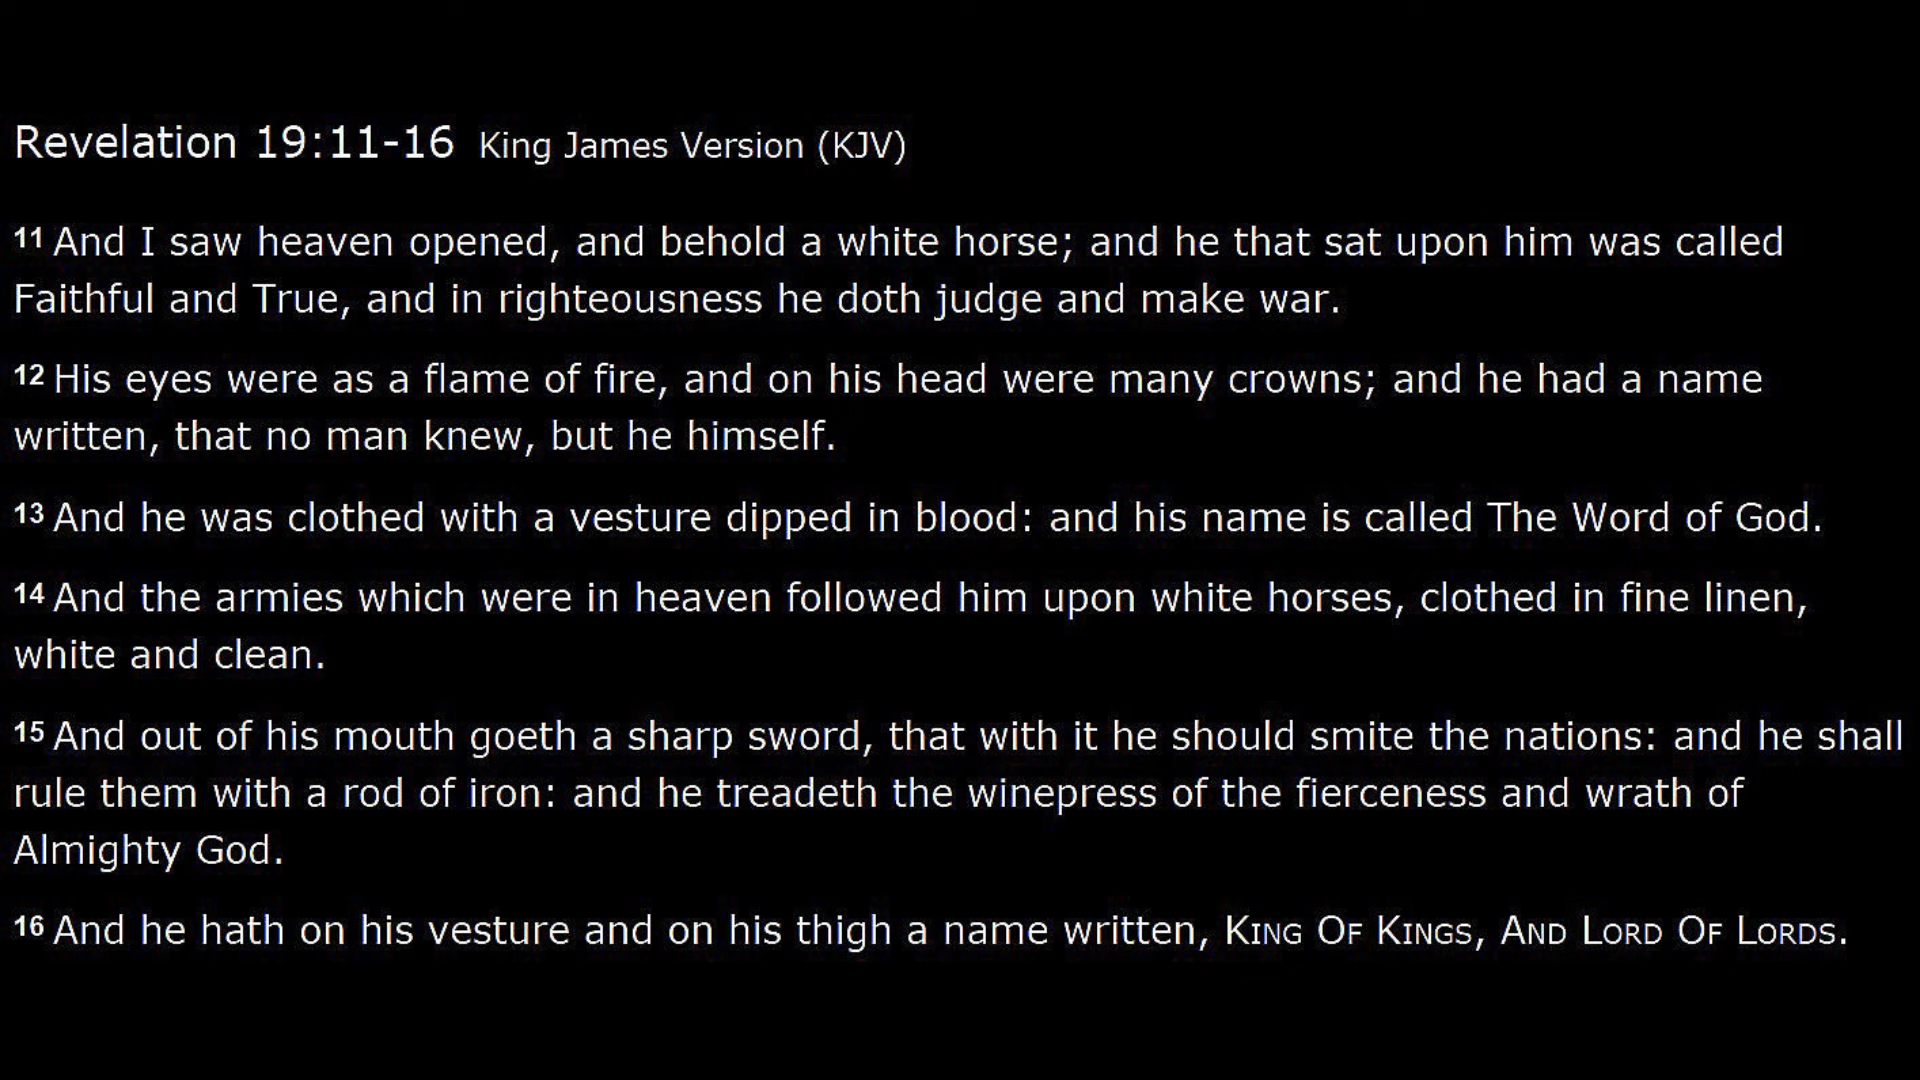 Revelation 19:11-16 King James Version (KJV)
11 And I saw heaven opened, and behold a white horse; and he that sat upon him was called
Faithful and True, and in righteousness he doth judge and make war.
12 His eyes were as a flame of fire, and on his head were many crowns; and he had a name
written, that no man knew, but he himself.
13 And he was clothed with a vesture dipped in blood: and his name is called The Word of God.
14 And the armies which were in heaven followed him upon white horses, clothed in fine linen,
white and clean.
15 And out of his mouth goeth a sharp sword, that with it he should smite the nations: and he shall
rule them with a rod of iron: and he treadeth the winepress of the fierceness and wrath of
Almighty God.
16 And he hath on his vesture and on his thigh a name written, King Of Kings, And Lord Of Lords.